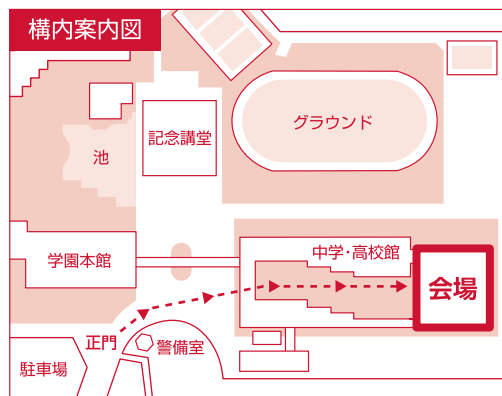 構内案内図
グラウンド
記念講堂
池
中学・高校館
学園本館
会場
正門
警備室
駐車場